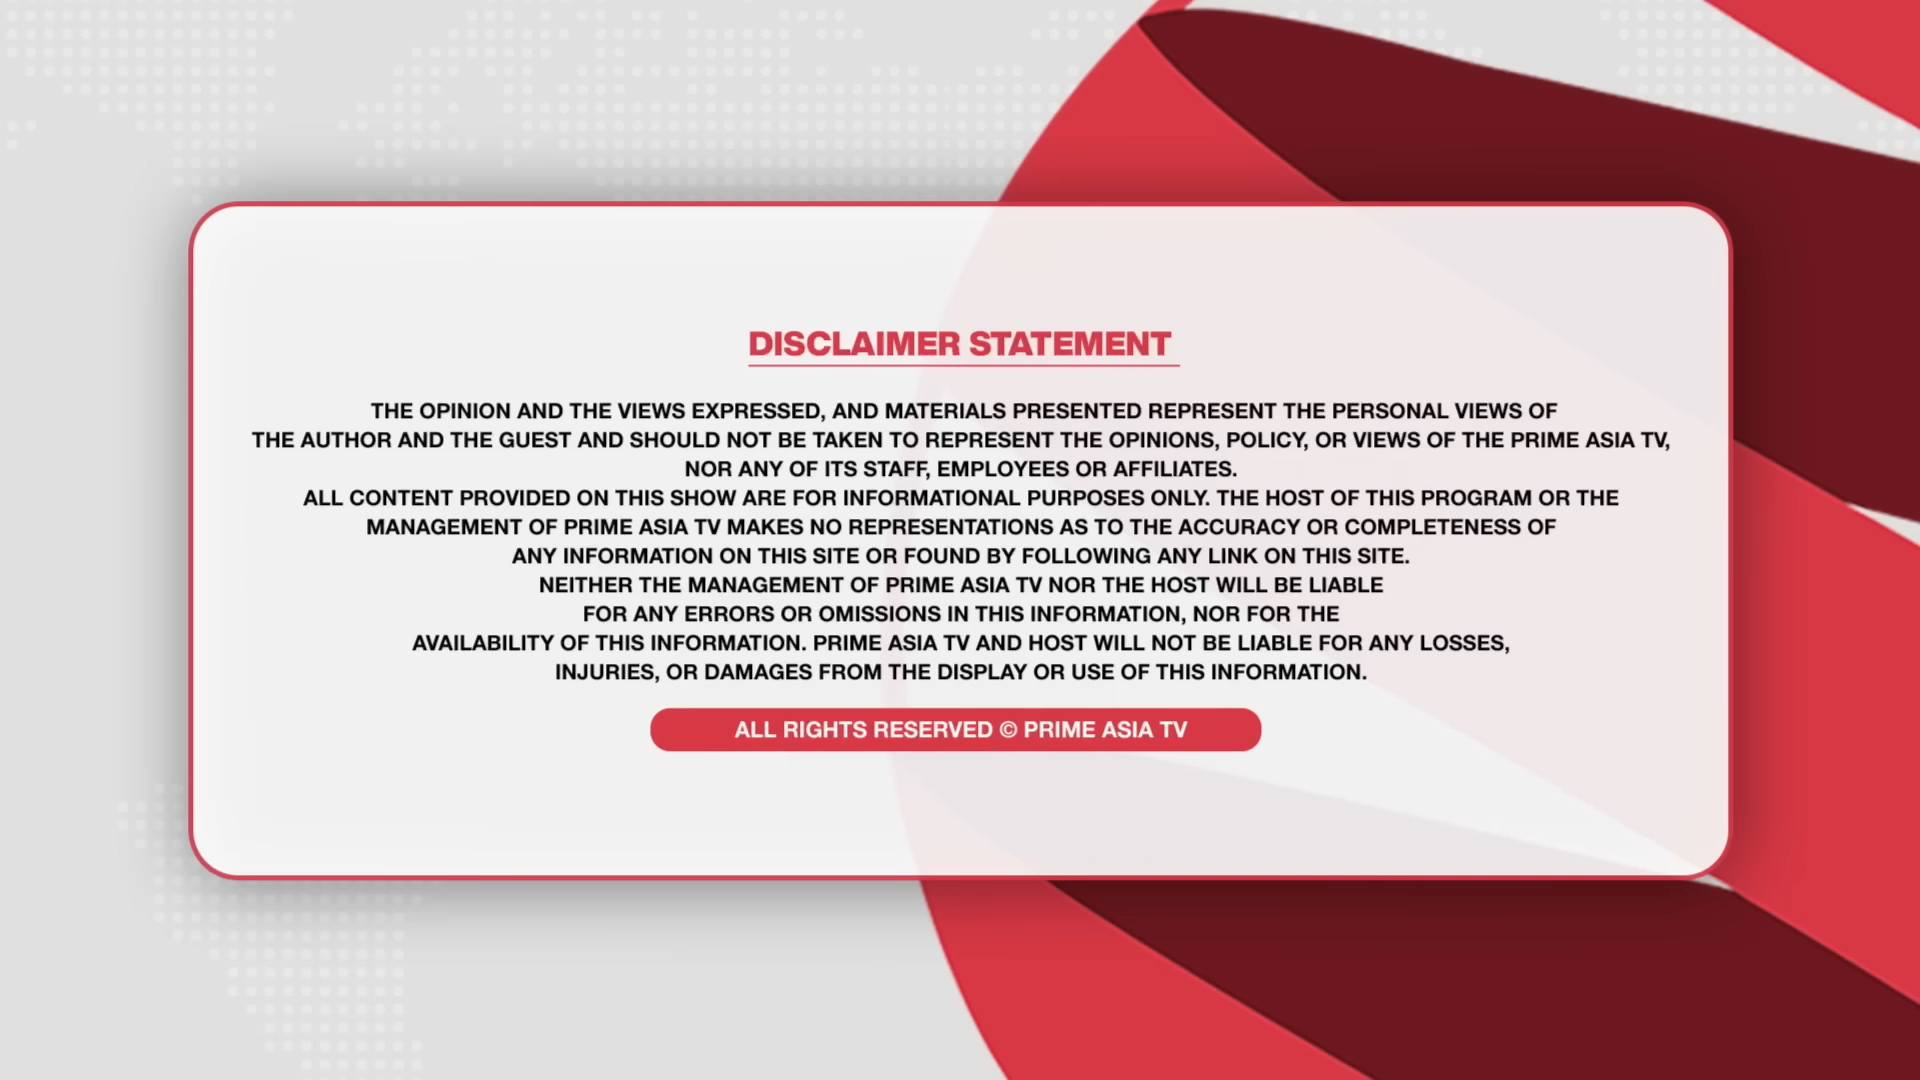 DISCLAIMER STATEMENT
THE OPINION AND THE VIEWS EXPRESSED, AND MATERIALS PRESENTED REPRESENT THE PERSONAL VIEWS OF
THE AUTHOR AND THE GUEST AND SHOULD NOT BE TAKEN TO REPRESENT THE OPINIONS, POLICY, OR VIEWS OF THE PRIME ASIA TV,
NOR ANY OF ITS STAFF, EMPLOYEES OR AFFILIATES.
ALL CONTENT PROVIDED ON THIS SHOW ARE FOR INFORMATIONAL PURPOSES ONLY. THE HOST OF THIS PROGRAM OR THE
MANAGEMENT OF PRIME ASIA TV MAKES NO REPRESENTATIONS AS TO THE ACCURACY OR COMPLETENESS OF
ANY INFORMATION ON THIS SITE OR FOUND BY FOLLOWING ANY LINK ON THIS SITE.
NEITHER THE MANAGEMENT OF PRIME ASIA TV NOR THE HOST WILL BE LIABLE
FOR ANY ERRORS OR OMISSIONS IN THIS INFORMATION, NOR FOR THE
AVAILABILITY OF THIS INFORMATION. PRIME ASIA TV AND HOST WILL NOT BE LIABLE FOR ANY LOSSES,
INJURIES, OR DAMAGES FROM THE DISPLAY OR USE OF THIS INFORMATION.
ALL RIGHTS RESERVED © PRIME ASIA TV